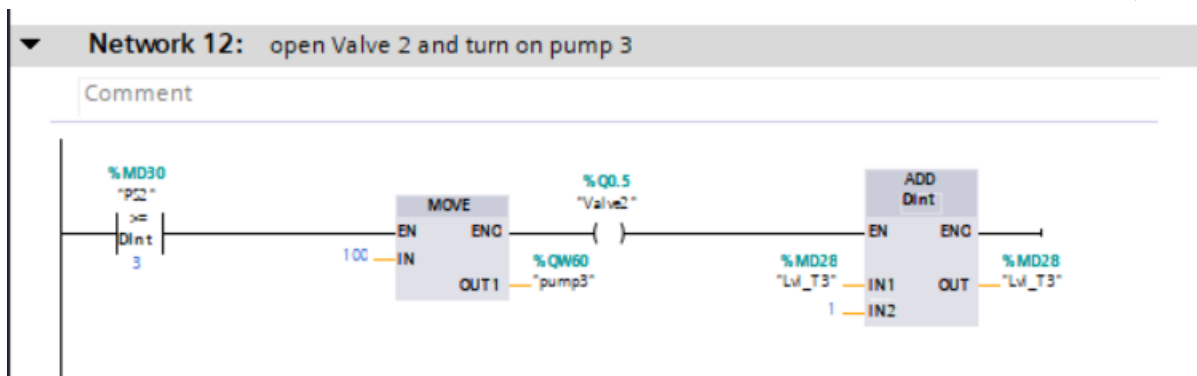 Network 12: open Valve 2 and turn on pump 3
Comment
%MD30
"PS2"
>=
DInt
3
MOVE
EN ENO
100 IN
OUT1
%QW60
"pump3"
%Q0.5
"Valve2"
ADD
DInt
EN ENO
%MD28
"Lvl_T3" IN1
1 IN2
OUT
%MD28
"Lvl_T3"